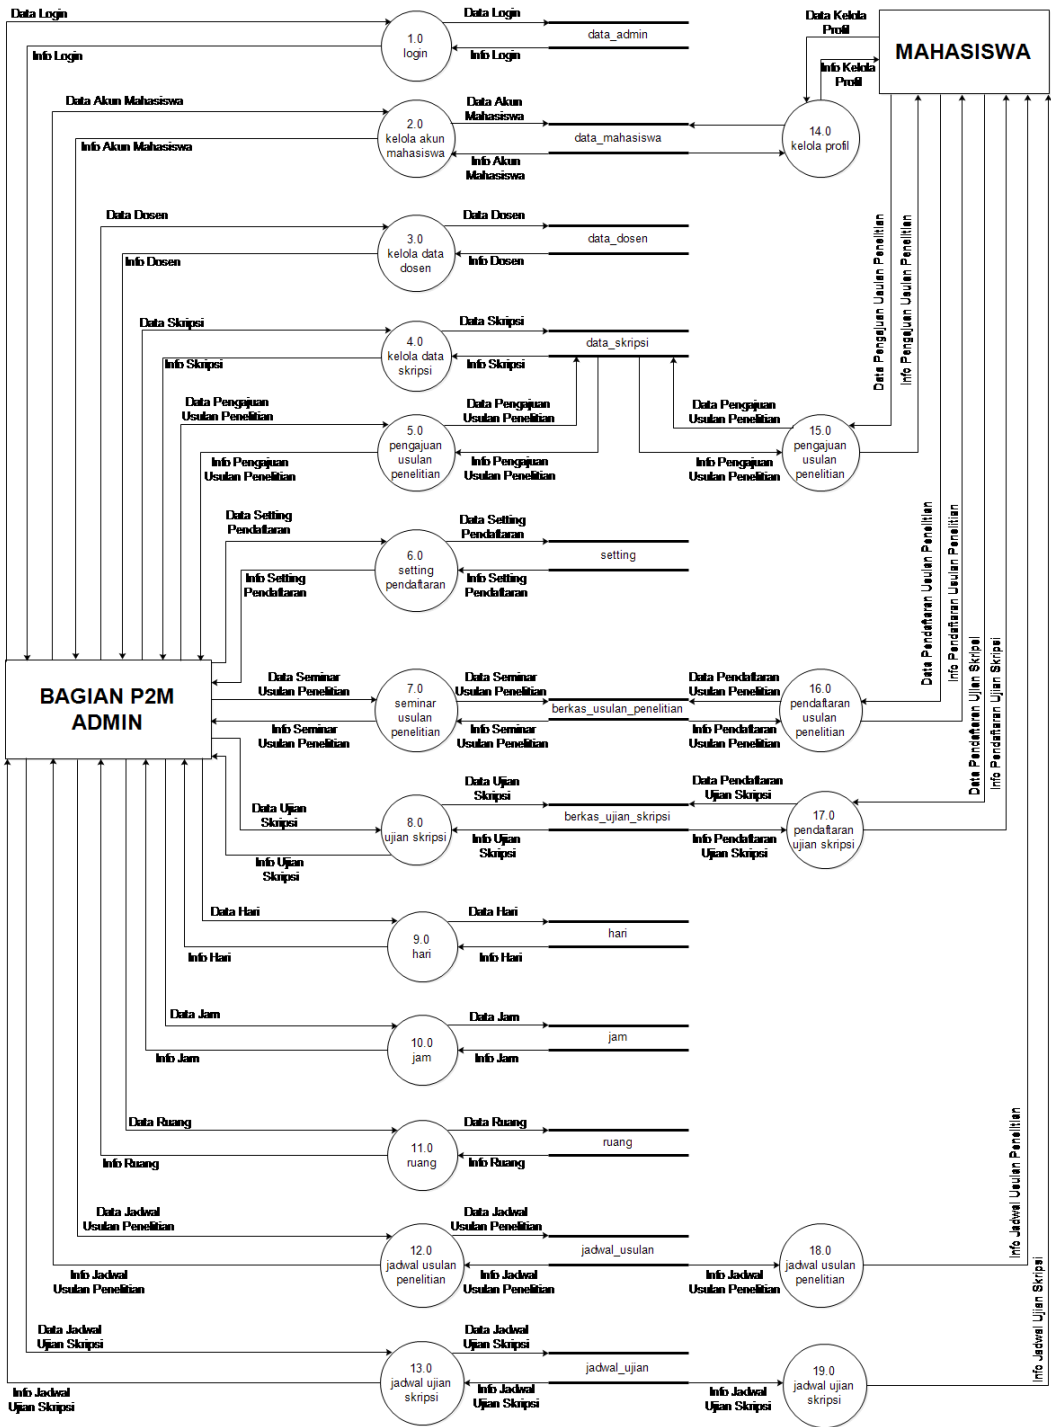 Data Login
Info Login
1.0
login
Data Login
data_admin
Info Login
Data Kelola
Profil
Info Kelola
Profil
MAHASISWA
Data Akun Mahasiswa
Info Akun Mahasiswa
2.0
kelola akun
mahasiswa
Data Akun
Mahasiswa
data_mahasiswa
Info Akun
Mahasiswa
14.0
kelola profil
Data Dosen
Info Dosen
3.0
kelola data
dosen
Data Dosen
data_dosen
Info Dosen
Data Pengajuan Usulan Penelitian
Info Pengajuan Usulan Penelitian
Data Skripsi
Info Skripsi
4.0
kelola data
skripsi
Data Skripsi
data_skripsi
Info Skripsi
Data Pengajuan
Usulan Penelitian
Info Pengajuan
Usulan Penelitian
5.0
pengajuan
usulan
penelitian
Data Pengajuan
Usulan Penelitian
Info Pengajuan
Usulan Penelitian
Data Pengajuan
Usulan Penelitian
Info Pengajuan
Usulan Penelitian
15.0
pengajuan
usulan
penelitian
Data Setting
Pendaftaran
Info Setting
Pendaftaran
6.0
setting
pendaftaran
Data Setting
Pendaftaran
setting
Info Setting
Pendaftaran
Data Pendaftaran Usulan Penelitian
Info Pendaftaran Usulan Penelitian
Data Pendaftaran Ujian Skripsi
Info Pendaftaran Ujian Skripsi
BAGIAN P2M
ADMIN
Data Seminar
Usulan Penelitian
Info Seminar
Usulan Penelitian
7.0
seminar
usulan
penelitian
Data Seminar
Usulan Penelitian
berkas_usulan_penelitian
Info Seminar
Usulan Penelitian
Data Pendaftaran
Usulan Penelitian
Info Pendaftaran
Usulan Penelitian
16.0
pendaftaran
usulan
penelitian
Data Ujian
Skripsi
Info Ujian
Skripsi
8.0
ujian skripsi
Data Ujian
Skripsi
berkas_ujian_skripsi
Info Ujian
Skripsi
Data Pendaftaran
Ujian Skripsi
Info Pendaftaran
Ujian Skripsi
17.0
pendaftaran
ujian skripsi
Data Hari
Info Hari
9.0
hari
Data Hari
hari
Info Hari
Data Jam
Info Jam
10.0
jam
Data Jam
jam
Info Jam
Data Ruang
Info Ruang
11.0
ruang
Data Ruang
ruang
Info Ruang
Data Jadwal
Usulan Penelitian
Info Jadwal
Usulan Penelitian
12.0
jadwal usulan
penelitian
Data Jadwal
Usulan Penelitian
jadwal_usulan
Info Jadwal
Usulan Penelitian
Info Jadwal
Usulan Penelitian
18.0
jadwal usulan
penelitian
Info Jadwal Usulan Penelitian
Data Jadwal
Ujian Skripsi
Info Jadwal
Ujian Skripsi
13.0
jadwal ujian
skripsi
Data Jadwal
Ujian Skripsi
jadwal_ujian
Info Jadwal
Ujian Skripsi
Info Jadwal
Ujian Skripsi
19.0
jadwal ujian
skripsi
Info Jadwal Ujian Skripsi